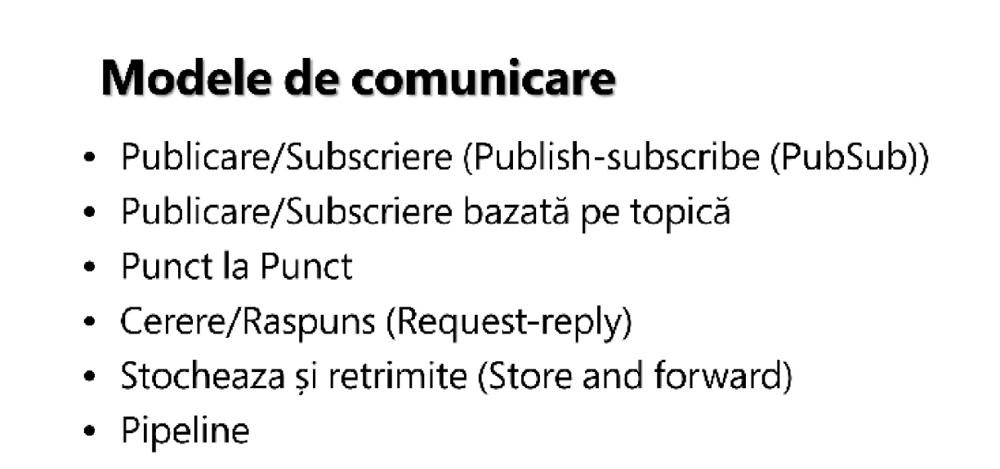 Modele de comunicare
• Publicare/Subscriere (Publish-subscribe (PubSub))
• Publicare/Subscriere bazată pe topică
• Punct la Punct
• Cerere/Raspuns (Request-reply)
• Stocheaza și retrimite (Store and forward)
• Pipeline